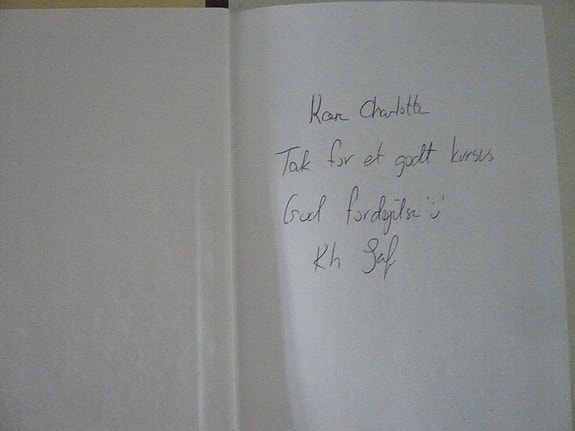 Kære Charlotte
Tak for et godt kursus
God fordøjelse :)
Kh